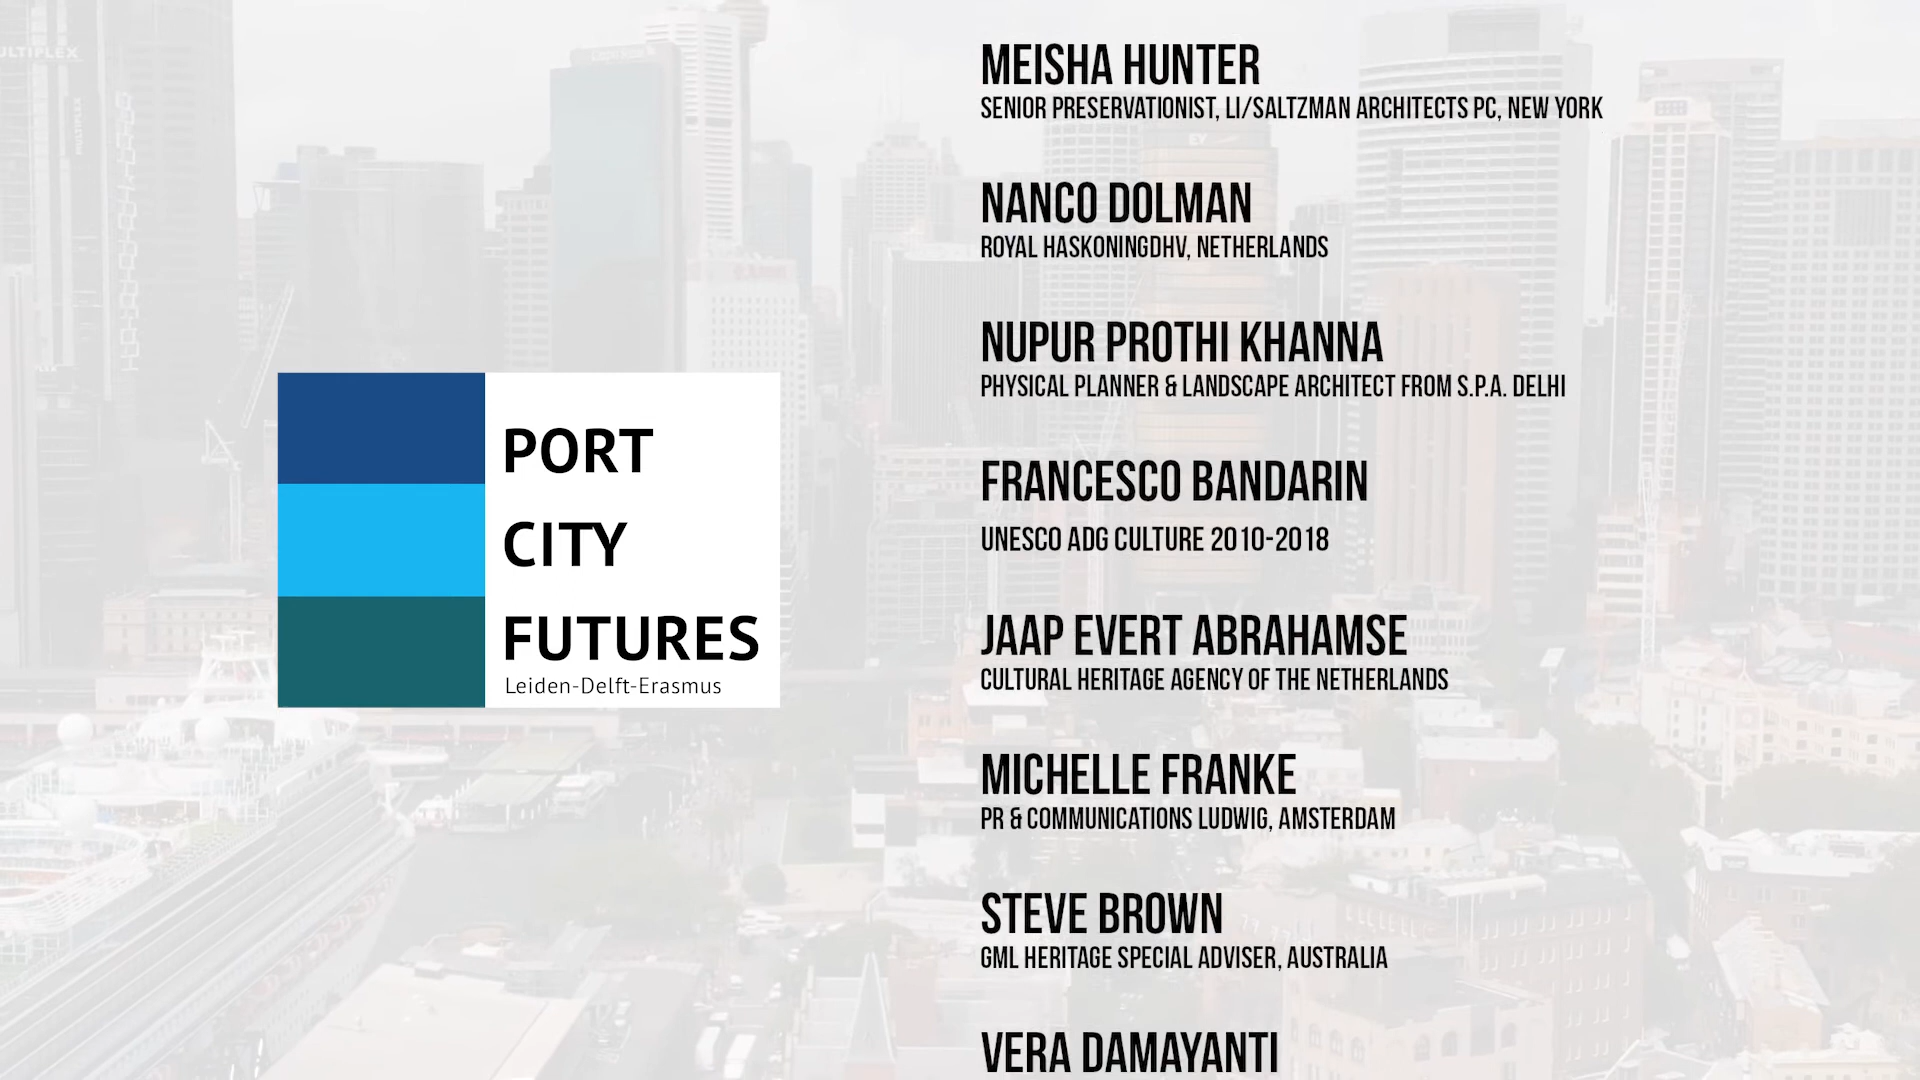 MULTIPLEX
MULTIPLEX
EY
PORT
CITY
FUTURES
Leiden-Delft-Erasmus
MEISHA HUNTER
SENIOR PRESERVATIONIST, LI/SALTZMAN ARCHITECTS PC, NEW YORK
NANCO DOLMAN
ROYAL HASKONINGDHV, NETHERLANDS
NUPUR PROTHI KHANNA
PHYSICAL PLANNER & LANDSCAPE ARCHITECT FROM S.P.A. DELHI
FRANCESCO BANDARIN
UNESCO ADG CULTURE 2010-2018
JAAP EVERT ABRAHAMSE
CULTURAL HERITAGE AGENCY OF THE NETHERLANDS
MICHELLE FRANKE
PR & COMMUNICATIONS LUDWIG, AMSTERDAM
STEVE BROWN
GML HERITAGE SPECIAL ADVISER, AUSTRALIA
VERA DAMAYANTI